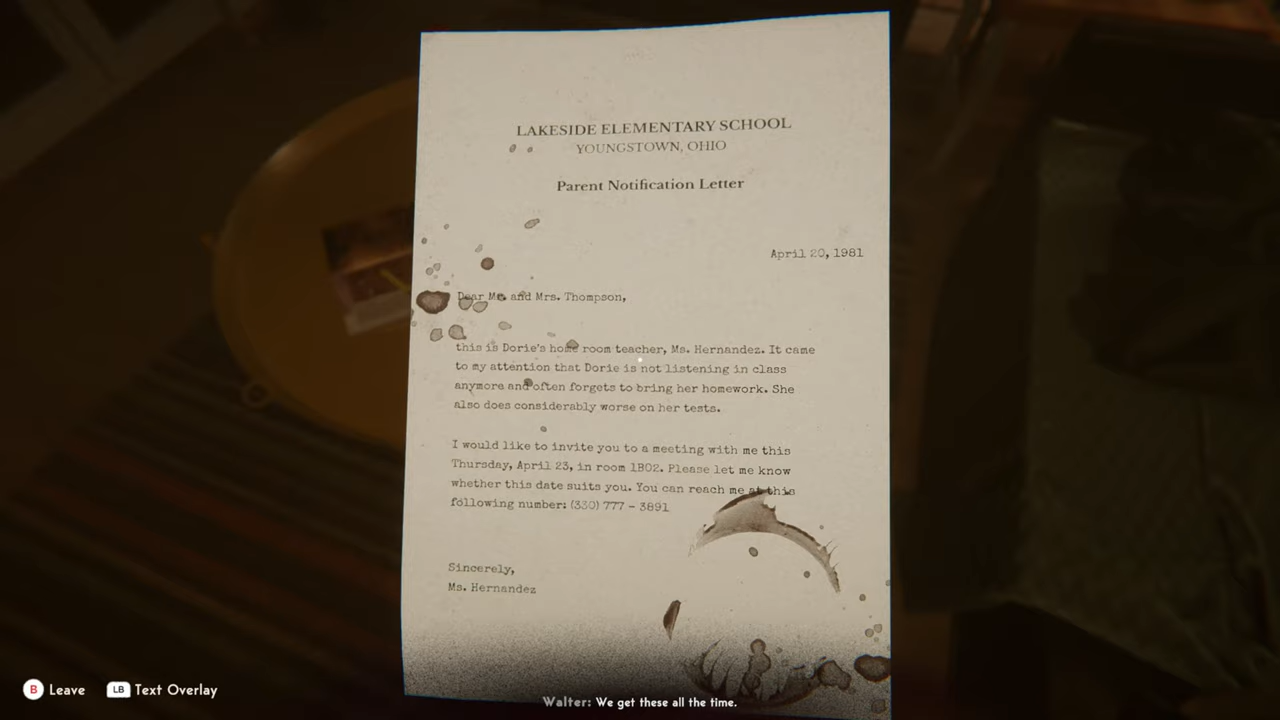 LAKESIDE ELEMENTARY SCHOOL
YOUNGSTOWN, OHIO
Parent Notification Letter
April 20, 1981
Dear Mr. and Mrs. Thompson,
this is Dorie's home room teacher, Ms. Hernandez. It came
to my attention that Dorie is not listening in class
anymore and often forgets to bring her homework. She
also does considerably worse on her tests.
I would like to invite you to a meeting with me this
Thursday, April 23, in room 1B02. Please let me know
whether this date suits you. You can reach me at this
following number: (330) 777 - 3891
Sincerely,
Ms. Hernandez
B Leave LB Text Overlay
Walter: We get these all the time.